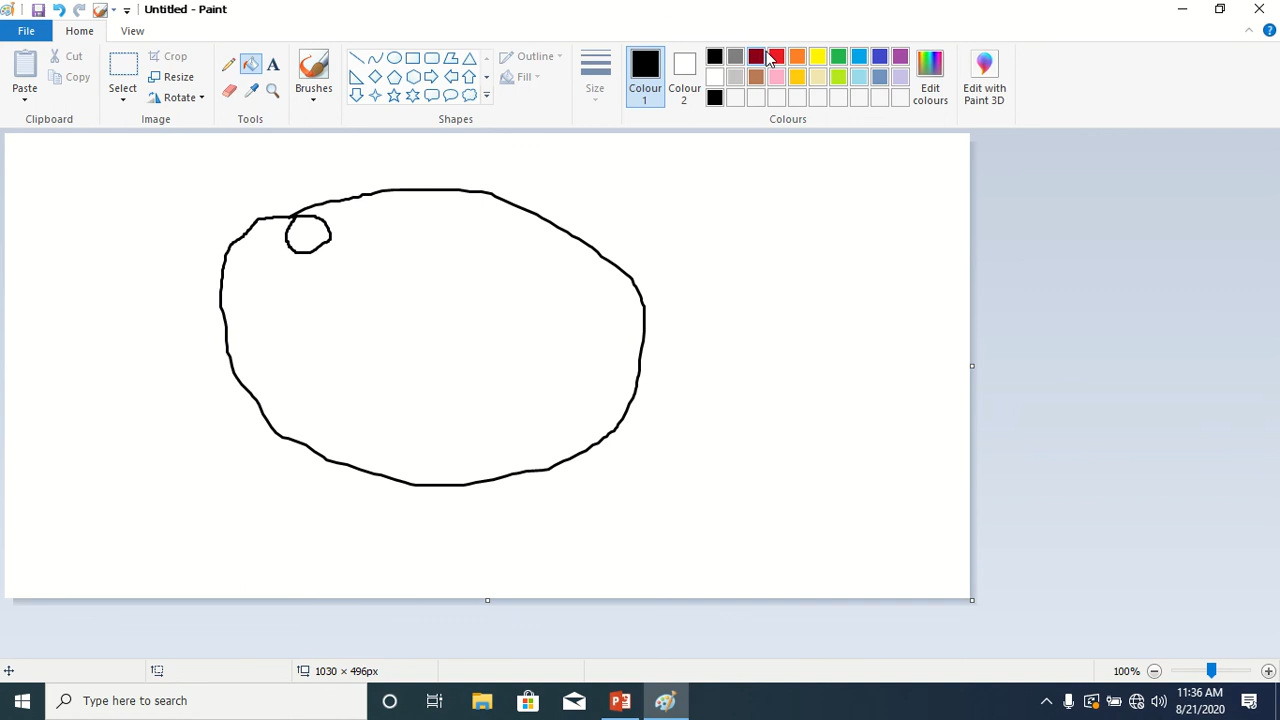 Untitled - Paint
File Home View
Paste
Cut
Copy
Clipboard
Select
Crop
Resize
Rotate
Image
Tools
Brushes
Shapes
Outline
Fill
Size
Colour 1
Colour 2
Colours
Edit colours
Edit with Paint 3D
1030 × 496px
100%
Type here to search
11:36 AM
8/21/2020